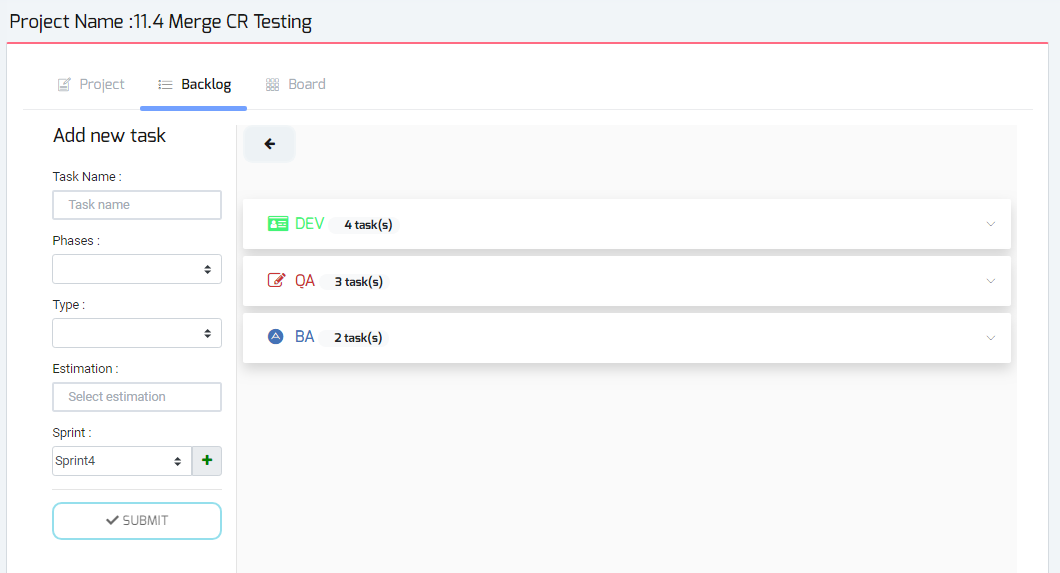 Project Name :11.4 Merge CR Testing
Project
Backlog
Board
Add new task
Task Name :
Task name
Phases :
Type :
Estimation :
Select estimation
Sprint :
Sprint4
SUBMIT
DEV 4 task(s)
QA 3 task(s)
BA 2 task(s)